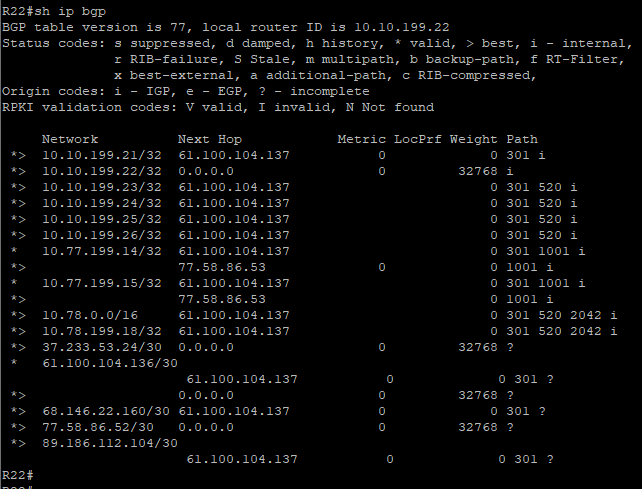 R22#sh ip bgp
BGP table version is 77, local router ID is 10.10.199.22
Status codes: s suppressed, d damped, h history, * valid, > best, i - internal,
              r RIB-failure, S Stale, m multipath, b backup-path, f RT-Filter,
              x best-external, a additional-path, c RIB-compressed,
Origin codes: i - IGP, e - EGP, ? - incomplete
RPKI validation codes: V valid, I invalid, N Not found

     Network          Next Hop            Metric LocPrf Weight Path
 *>  10.10.199.21/32  61.100.104.137           0             0 301 i
 *>  10.10.199.22/32  0.0.0.0                  0         32768 i
 *>  10.10.199.23/32  61.100.104.137                         0 301 520 i
 *>  10.10.199.24/32  61.100.104.137                         0 301 520 i
 *>  10.10.199.25/32  61.100.104.137                         0 301 520 i
 *>  10.10.199.26/32  61.100.104.137                         0 301 520 i
 *   10.77.199.14/32  61.100.104.137                         0 301 1001 i
 *>                   77.58.86.53              0             0 1001 i
 *   10.77.199.15/32  61.100.104.137                         0 301 1001 i
 *>                   77.58.86.53                            0 1001 i
 *>  10.78.0.0/16     61.100.104.137                         0 301 520 2042 i
 *>  10.78.199.18/32  61.100.104.137                         0 301 520 2042 i
 *>  37.233.53.24/30  0.0.0.0                  0         32768 ?
 *   61.100.104.136/30
                       61.100.104.137           0             0 301 ?
 *>                   0.0.0.0                  0         32768 ?
 *>  68.146.22.160/30 61.100.104.137           0             0 301 ?
 *>  77.58.86.52/30   0.0.0.0                  0         32768 ?
 *>  89.186.112.104/30
                       61.100.104.137           0             0 301 ?
R22#